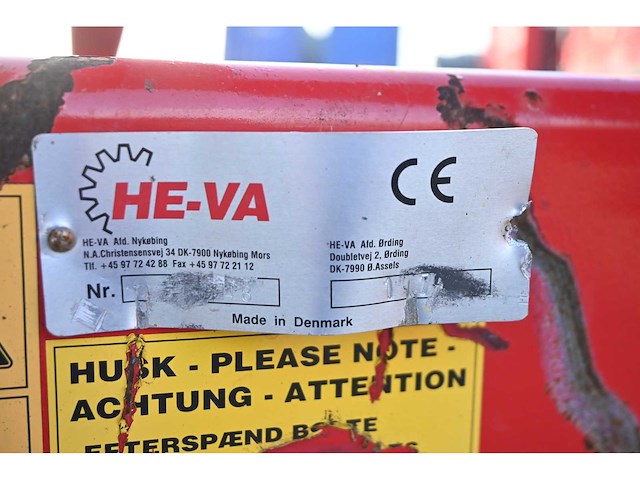 HE-VA
CE
HE-VA Afd. Nykøbing
N.A.Christensensvej 34 DK-7900 Nykøbing Mors
Tlf. +45 97 72 42 88 Fax +45 97 72 21 12
HE-VA Afd. Ørding
Doubletvej 2, Ørding
DK-7990 Ø.Assels
Nr.
Made in Denmark
HUSK - PLEASE NOTE -
ACHTUNG - ATTENTION
EFTERSPÆND